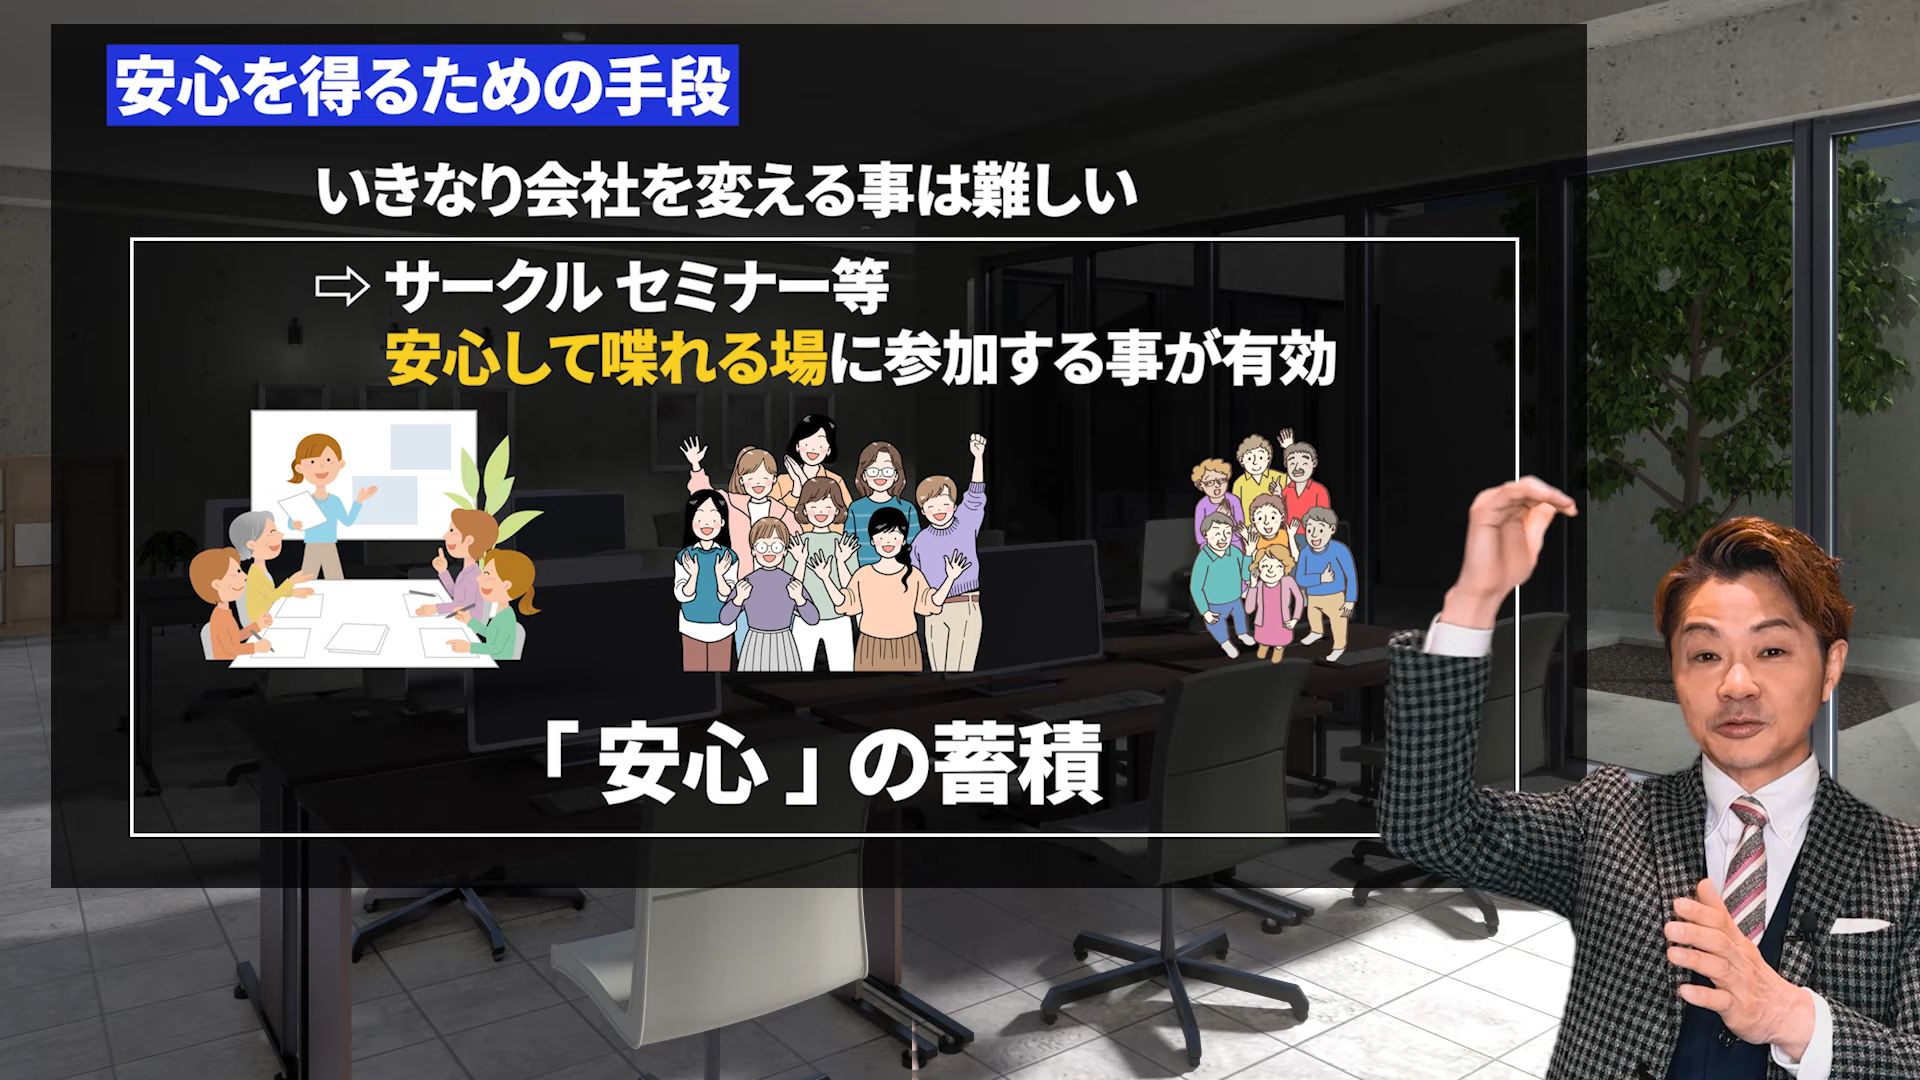 安心を得るための手段
いきなり会社を変える事は難しい
⇨ サークル セミナー等
安心して喋れる場に参加する事が有効
「 安心 」 の蓄積